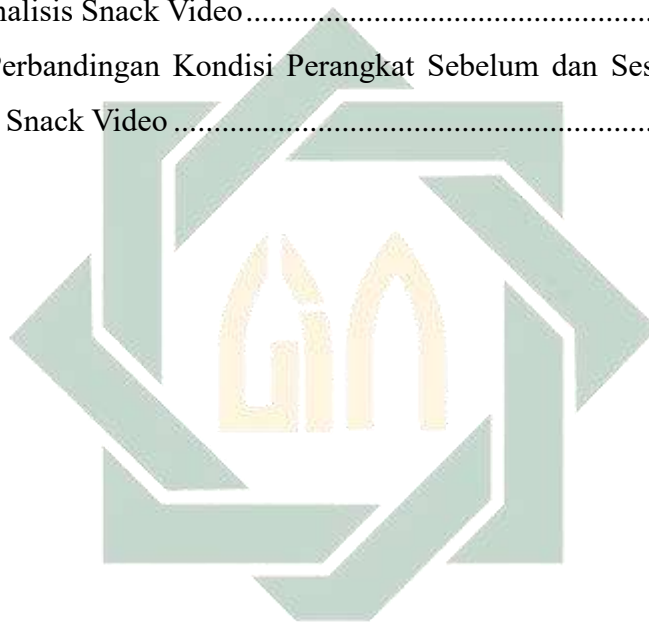 nalisis Snack Video
Perbandingan Kondisi Perangkat Sebelum dan Ses
Snack Video